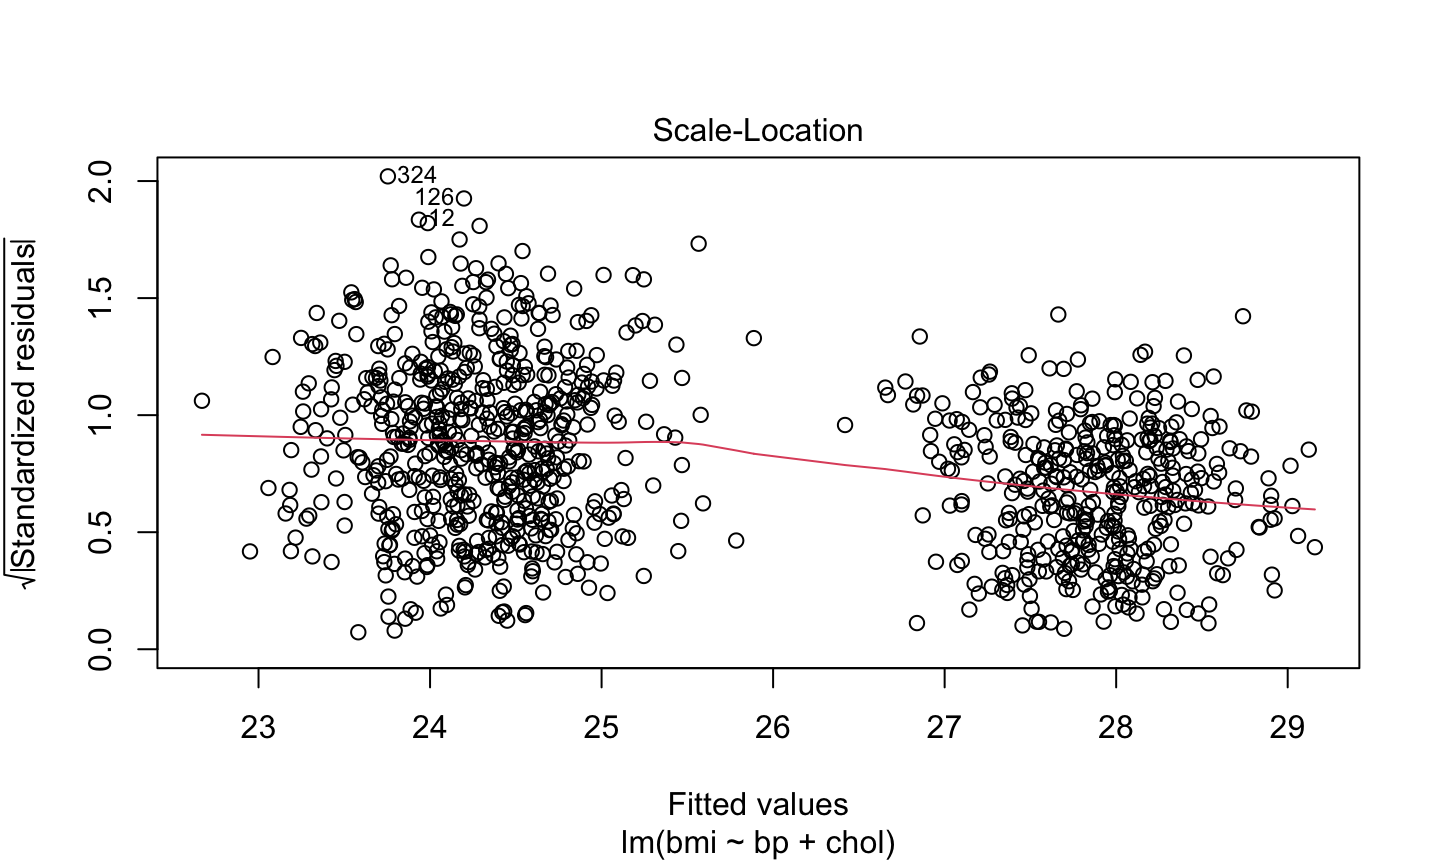 Scale-Location
√|Standardized residuals|
2.0
1.5
1.0
0.5
0.0
324
126
12
23 24 25 26 27 28 29
Fitted values
lm(bmi ~ bp + chol)